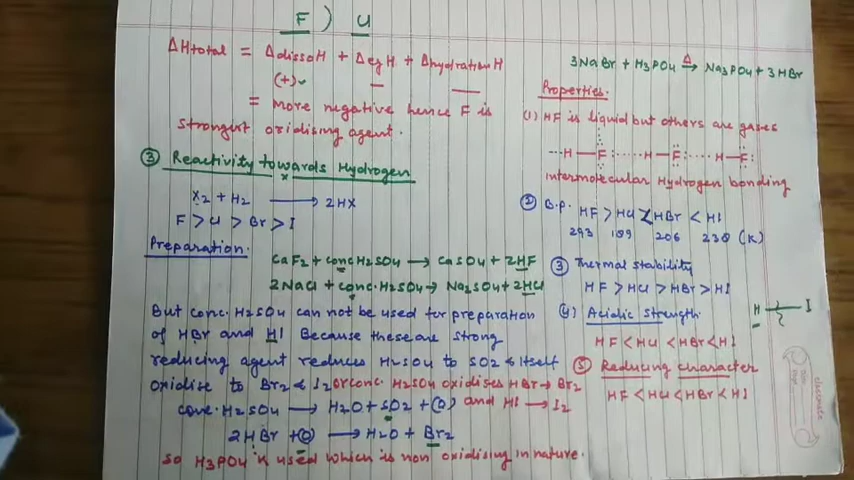 F > Cl
ΔHtotal = ΔdissoH + ΔegH + ΔhydrationH
(+) — —
= more negative hence F is
strongest oxidising agent.
③ Reactivity towards Hydrogen
X2 + H2 ⟶ 2HX
F > Cl > Br > I
Preparation.
CaF2 + conc H2SO4 ⟶ CaSO4 + 2HF
2NaCl + conc. H2SO4 → Na2SO4 + 2HCl
But conc. H2SO4 can not be used for preparation
of HBr and HI Because these are strong
reducing agent reduces H2SO4 to SO2 & itself
oxidise to Br2 & I2 or conc. H2SO4 oxidises HBr → Br2
conc. H2SO4 ⟶ H2O + SO2 + (O) and HI → I2
2HBr + (O) ⟶ H2O + Br2
So H3PO4 is used which is non oxidising in nature.
3NaBr + H3PO4 —Δ→ Na3PO4 + 3HBr
Properties.
(1) HF is liquid but others are gases
---H—F:·····H—F:····H—F:
intermolecular Hydrogen bonding
② B.P. HF > HCl < HBr < HI
293 189 206 238 (K)
③ Thermal stability
HF > HCl > HBr > HI
(4) Acidic strength.
HF < HCl < HBr < HI
H — I
⑤ Reducing character
HF < HCl < HBr < HI